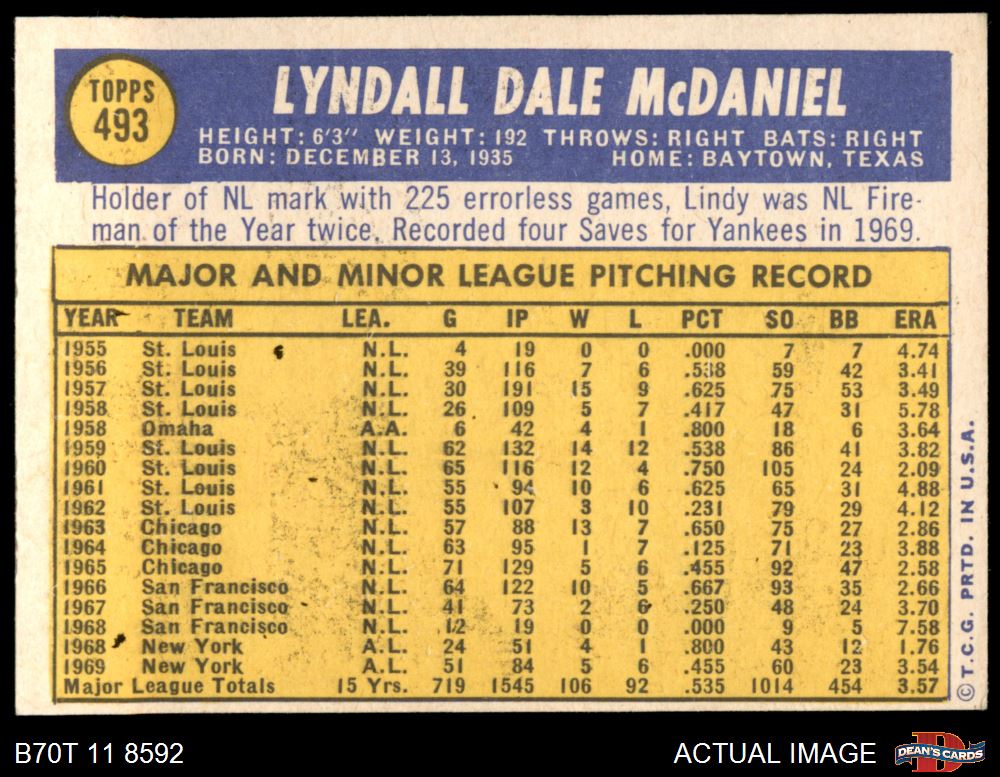 TOPPS
493
LYNDALL DALE McDANIEL
HEIGHT: 6'3" WEIGHT: 192 THROWS: RIGHT BATS: RIGHT
BORN: DECEMBER 13, 1935 HOME: BAYTOWN, TEXAS
Holder of NL mark with 225 errorless games, Lindy was NL Fire-
man of the Year twice. Recorded four Saves for Yankees in 1969.
MAJOR AND MINOR LEAGUE PITCHING RECORD
YEAR TEAM LEA. G IP W L PCT SO BB ERA
1955 St. Louis N.L. 4 19 0 0 .000 7 7 4.74
1956 St. Louis N.L. 39 116 7 6 .538 59 42 3.41
1957 St. Louis N.L. 30 191 15 9 .625 75 53 3.49
1958 St. Louis N.L. 26 109 5 7 .417 47 31 5.78
1958 Omaha A.A. 6 42 4 1 .800 18 6 3.64
1959 St. Louis N.L. 62 132 14 12 .538 86 41 3.82
1960 St. Louis N.L. 65 116 12 4 .750 105 24 2.09
1961 St. Louis N.L. 55 94 10 6 .625 65 31 4.88
1962 St. Louis N.L. 55 107 3 10 .231 79 29 4.12
1963 Chicago N.L. 57 88 13 7 .650 75 27 2.86
1964 Chicago N.L. 63 95 1 7 .125 71 23 3.88
1965 Chicago N.L. 71 129 5 6 .455 92 47 2.58
1966 San Francisco N.L. 64 122 10 5 .667 93 35 2.66
1967 San Francisco N.L. 41 73 2 6 .250 48 24 3.70
1968 San Francisco N.L. 12 19 0 0 .000 9 5 7.58
1968 New York A.L. 24 51 4 1 .800 43 12 1.76
1969 New York A.L. 51 84 5 6 .455 60 23 3.54
Major League Totals 15 Yrs. 719 1545 106 92 .535 1014 454 3.57
© T.C.G. PRTD. IN U.S.A.
B70T 11 8592
ACTUAL IMAGE
D
DEAN'S CARDS